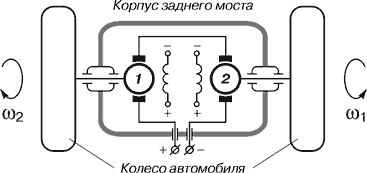 Корпус заднего моста
– –
1 2
+ +
ω2 ω1
+ –
Колесо автомобиля